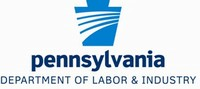 pennsylvania
DEPARTMENT OF LABOR & INDUSTRY